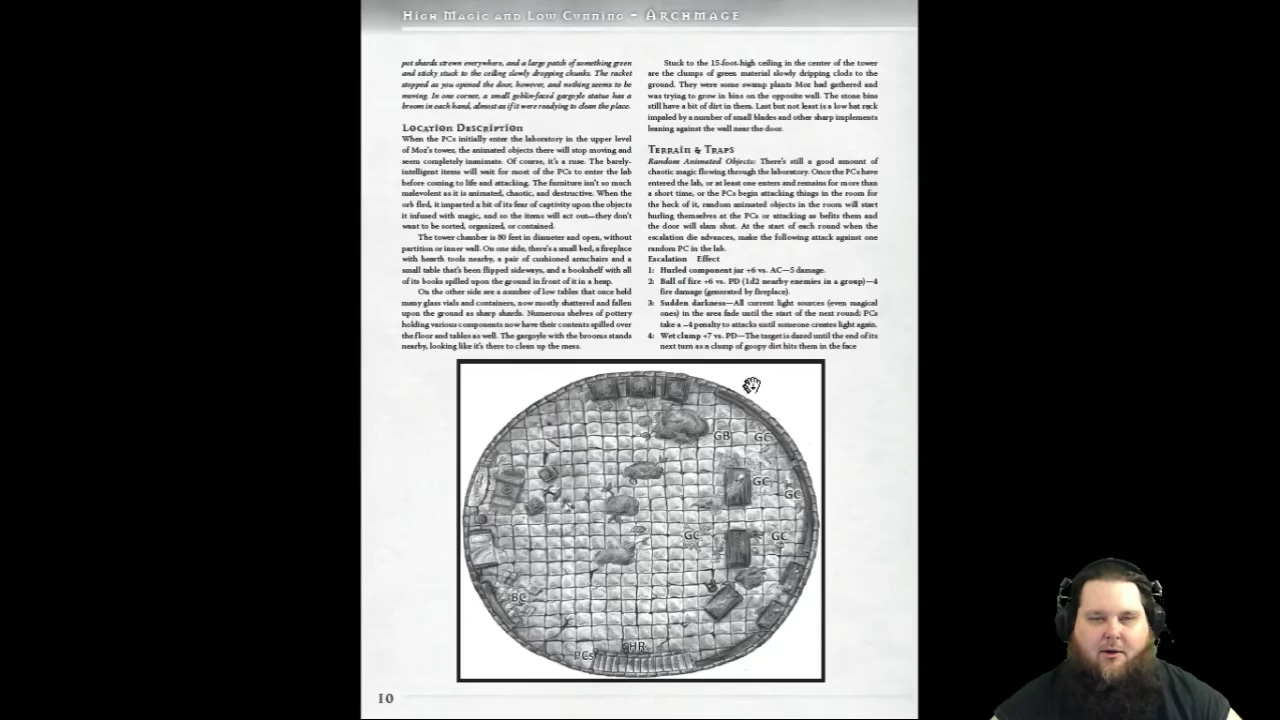 High Magic and Low Cunning - Archmage
pot shards strewn everywhere, and a large patch of something green
and sticky stuck to the ceiling slowly dropping chunks. The racket
stopped as you opened the door, however, and nothing seems to be
moving. In one corner, a small goblin-faced gargoyle statue has a
broom in each hand, almost as if it were readying to clean the place.
Location Description
When the PCs initially enter the laboratory in the upper level
of Moz's tower, the animated objects there will stop moving and
seem completely inanimate. Of course, it's a ruse. The barely-
intelligent items will wait for most of the PCs to enter the lab
before coming to life and attacking. The furniture isn't so much
malevolent as it is animated, chaotic, and destructive. When the
orb fled, it imparted a bit of its fear of captivity upon the objects
it infused with magic, and so the items will act out—they don't
want to be sorted, organized, or contained.
The tower chamber is 80 feet in diameter and open, without
partition or inner wall. On one side, there's a small bed, a fireplace
with hearth tools nearby, a pair of cushioned armchairs and a
small table that's been flipped sideways, and a bookshelf with all
of its books spilled upon the ground in front of it in a heap.
On the other side are a number of low tables that once held
many glass vials and containers, now mostly shattered and fallen
upon the ground as sharp shards. Numerous shelves of pottery
holding various components now have their contents spilled over
the floor and tables as well. The gargoyle with the brooms stands
nearby, looking like it's there to clean up the mess.
Stuck to the 15-foot-high ceiling in the center of the tower
are the clumps of green material slowly dripping clods to the
ground. They were some swamp plants Moz had gathered and
was trying to grow in bins on the opposite wall. The stone bins
still have a bit of dirt in them. Last but not least is a low hat rack
impaled by a number of small blades and other sharp implements
leaning against the wall near the door.
Terrain & Traps
Random Animated Objects: There's still a good amount of
chaotic magic flowing through the laboratory. Once the PCs have
entered the lab, or at least one enters and remains for more than
a short time, or the PCs begin attacking things in the room for
the heck of it, random animated objects in the room will start
hurling themselves at the PCs or attacking as befits them and
the door will slam shut. At the start of each round when the
escalation die advances, make the following attack against one
random PC in the lab.
Escalation Effect
1: Hurled component jar +6 vs. AC—5 damage.
2: Ball of fire +6 vs. PD (1d2 nearby enemies in a group)—4
fire damage (generated by fireplace).
3: Sudden darkness—All current light sources (even magical
ones) in the area fade until the start of the next round; PCs
take a –4 penalty to attacks until someone creates light again.
4: Wet clump +7 vs. PD—The target is dazed until the end of its
next turn as a clump of goopy dirt hits them in the face
GB GC
GC
GC
GC GC
BC
HR
PCs
10